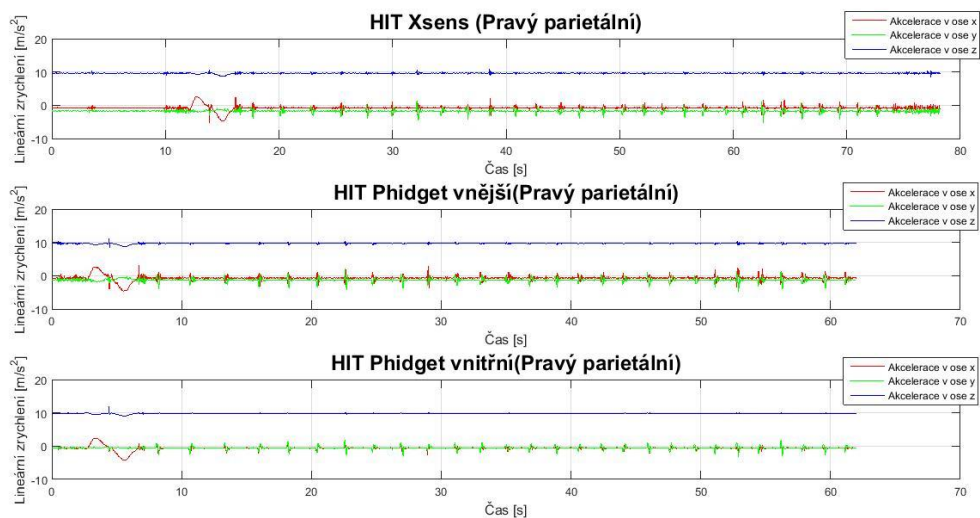 HIT Xsens (Pravý parietální)
Lineární zrychlení [m/s²]
20
10
0
-10
0 10 20 30 40 50 60 70 80
Čas [s]
Akcelerace v ose x
Akcelerace v ose y
Akcelerace v ose z
HIT Phidget vnější(Pravý parietální)
Lineární zrychlení [m/s²]
20
10
0
-10
0 10 20 30 40 50 60 70
Čas [s]
Akcelerace v ose x
Akcelerace v ose y
Akcelerace v ose z
HIT Phidget vnitřní(Pravý parietální)
Lineární zrychlení [m/s²]
20
10
0
-10
0 10 20 30 40 50 60 70
Čas [s]
Akcelerace v ose x
Akcelerace v ose y
Akcelerace v ose z